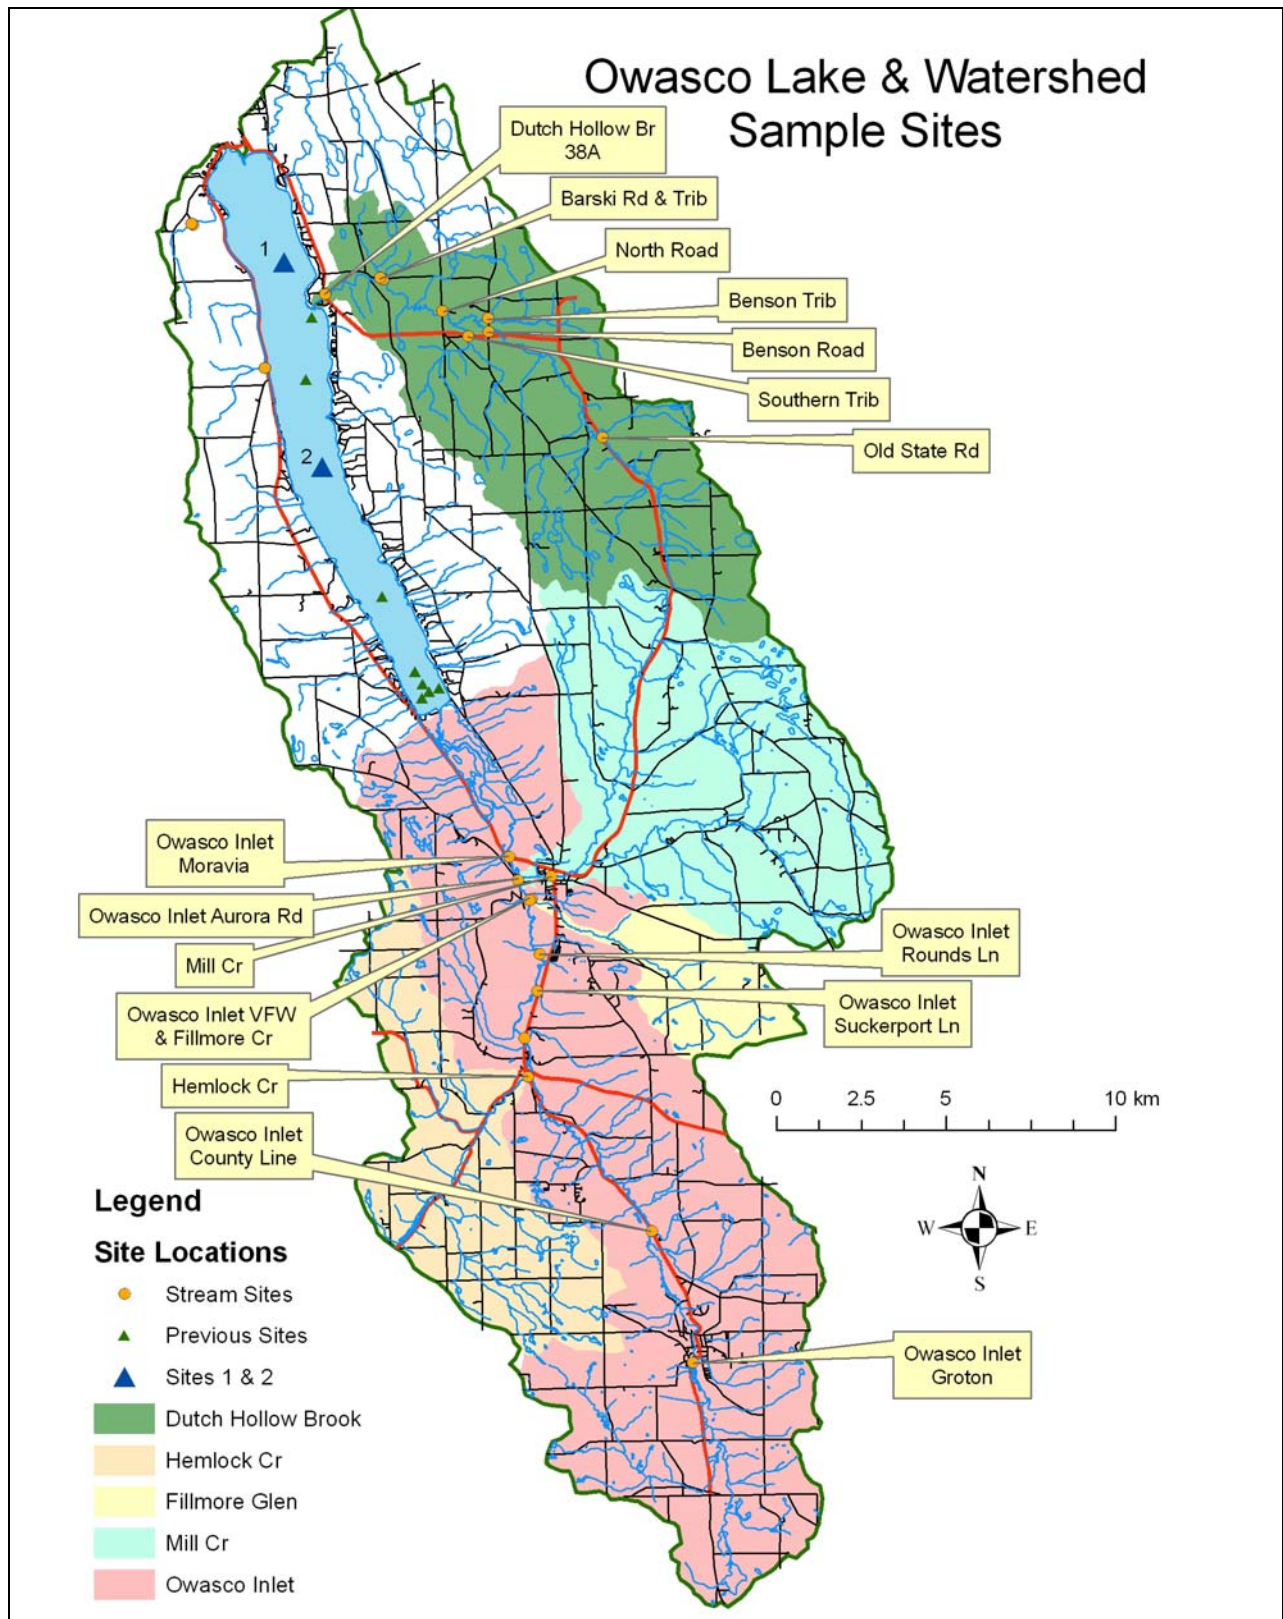 Owasco Lake & Watershed
Sample Sites
Dutch Hollow Br
38A
Barski Rd & Trib
North Road
Benson Trib
Benson Road
Southern Trib
Old State Rd
1
2
Owasco Inlet
Moravia
Owasco Inlet Aurora Rd
Mill Cr
Owasco Inlet VFW
& Fillmore Cr
Hemlock Cr
Owasco Inlet
County Line
Owasco Inlet
Rounds Ln
Owasco Inlet
Suckerport Ln
0 2.5 5 10 km
N
W E
S
Owasco Inlet
Groton
Legend
Site Locations
Stream Sites
Previous Sites
Sites 1 & 2
Dutch Hollow Brook
Hemlock Cr
Fillmore Glen
Mill Cr
Owasco Inlet